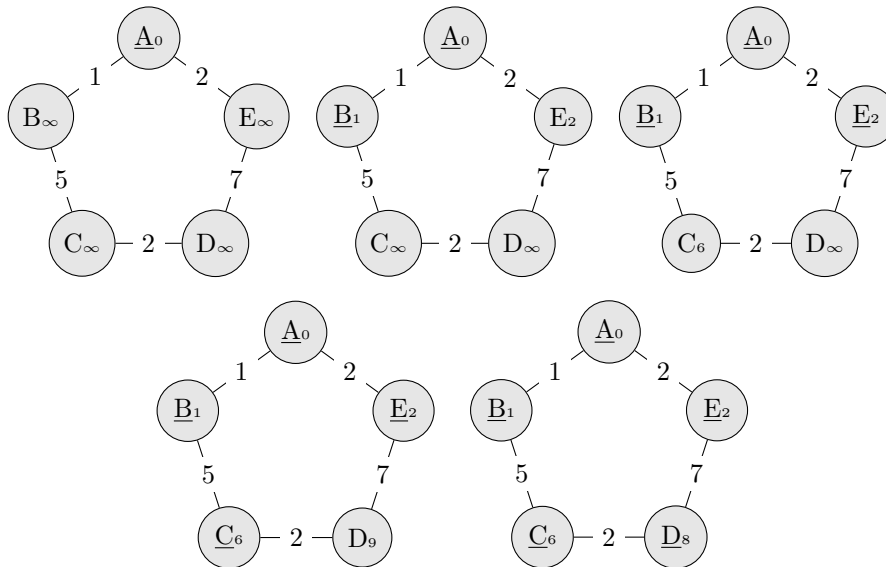 A0 A0 A0
1 2 1 2 1 2
B∞ E∞ B1 E2 B1 E2
5 7 5 7 5 7
C∞ 2 D∞ C∞ 2 D∞ C6 2 D∞
A0 A0
1 2 1 2
B1 E2 B1 E2
5 7 5 7
C6 2 D9 C6 2 D8